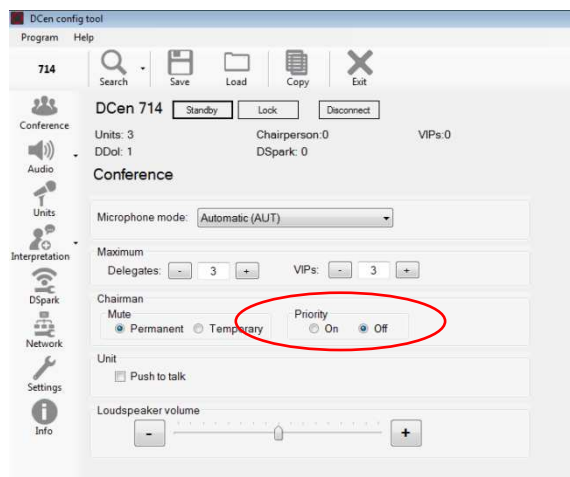 DCen config tool
Program Help
714
Search Save Load Copy Exit
Conference
Audio
Units
Interpretation
DSpark
Network
Settings
Info
DCen 714 Standby Lock Disconnect
Units: 3 Chairperson:0 VIPs:0
DDol: 1 DSpark: 0
Conference
Microphone mode: Automatic (AUT)
Maximum
Delegates: - 3 + VIPs: - 3 +
Chairman
Mute Priority
Permanent Temporary On Off
Unit
Push to talk
Loudspeaker volume
- +